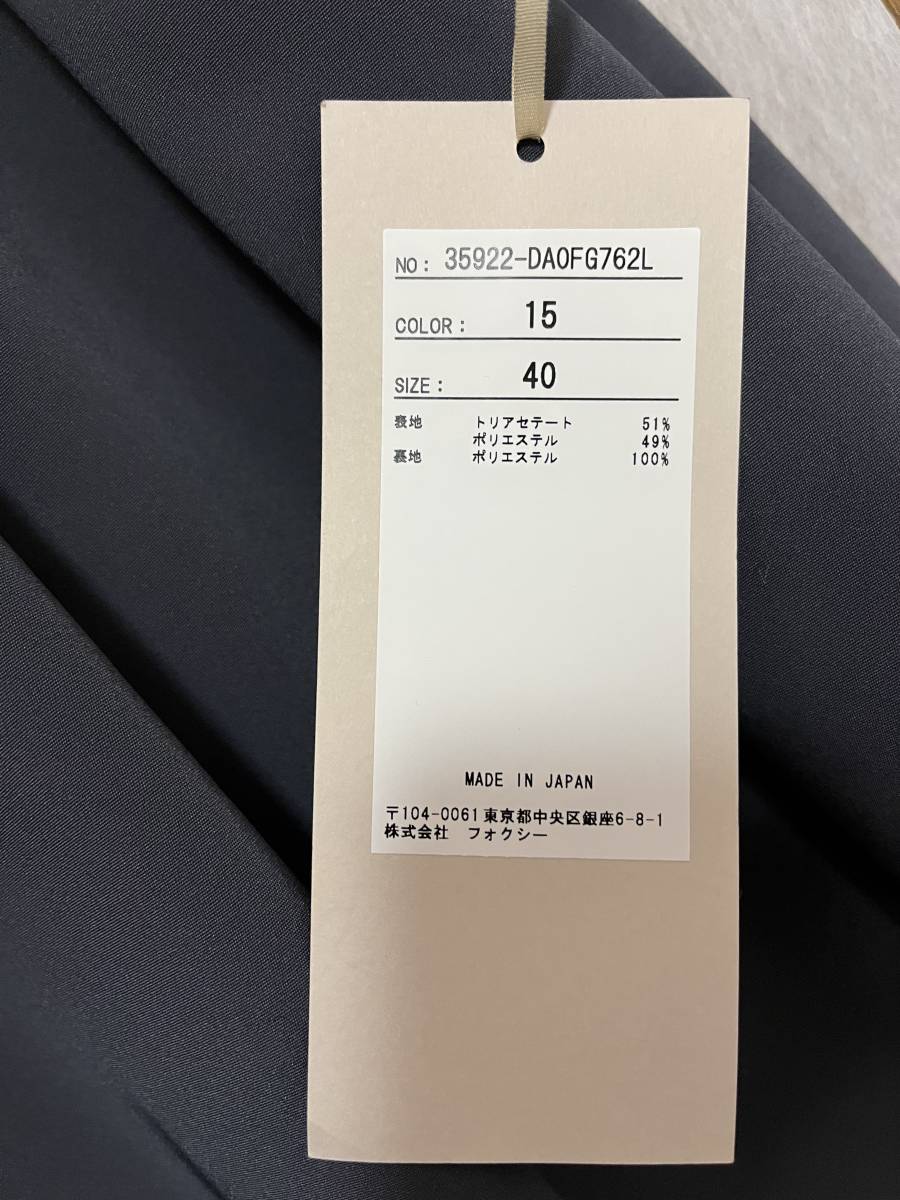 NO: 35922-DA0FG762L
COLOR: 15
SIZE: 40
表地 トリアセテート 51%
ポリエステル 49%
裏地 ポリエステル 100%
MADE IN JAPAN
〒104-0061東京都中央区銀座6-8-1
株式会社 フォクシー